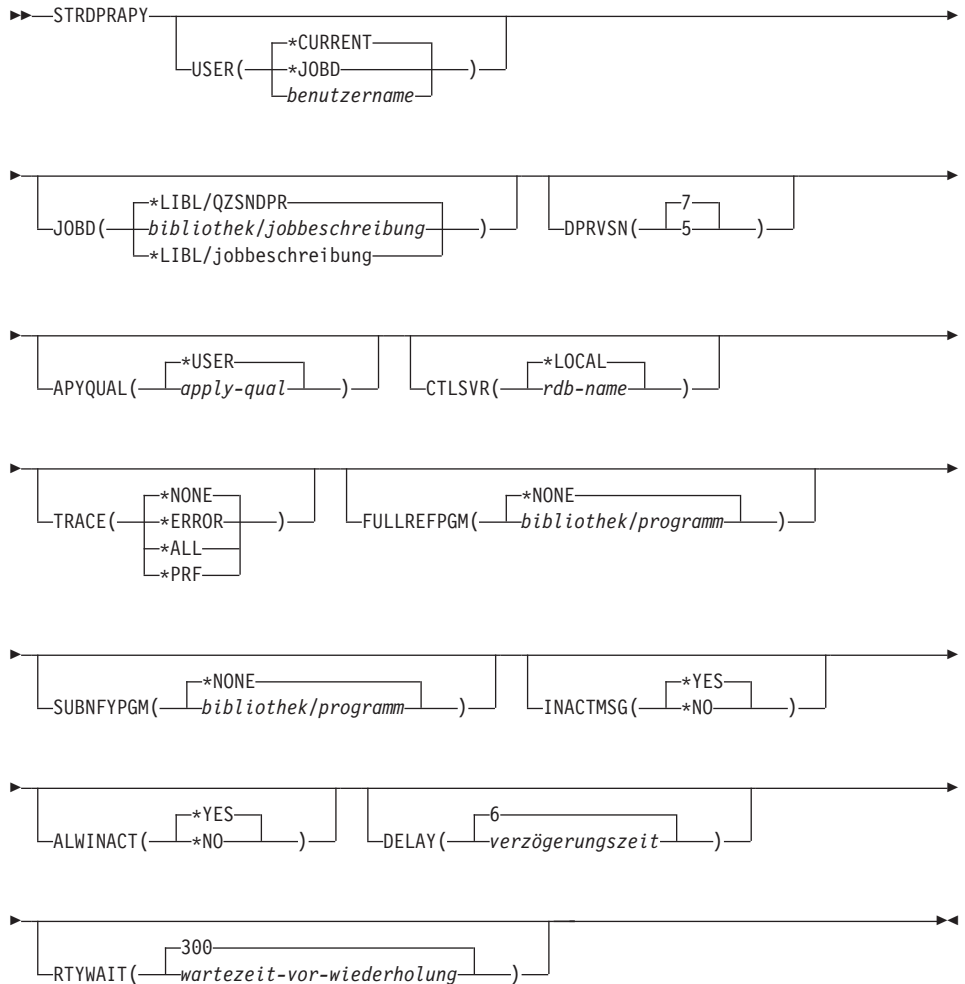 STRDPRAPY
*CURRENT
USER( *JOBD )
benutzername
*LIBL/QZSNDPR 7
JOBD( bibliothek/jobbeschreibung ) DPRVSN( 5 )
*LIBL/jobbeschreibung
*USER *LOCAL
APYQUAL( apply-qual ) CTLSVR( rdb-name )
*NONE *NONE
TRACE( *ERROR ) FULLREFPGM( bibliothek/programm )
*ALL
*PRF
*NONE *YES
SUBNFYPGM( bibliothek/programm ) INACTMSG( *NO )
*YES 6
ALWINACT( *NO ) DELAY( verzögerungszeit )
300
RTYWAIT( wartezeit-vor-wiederholung )